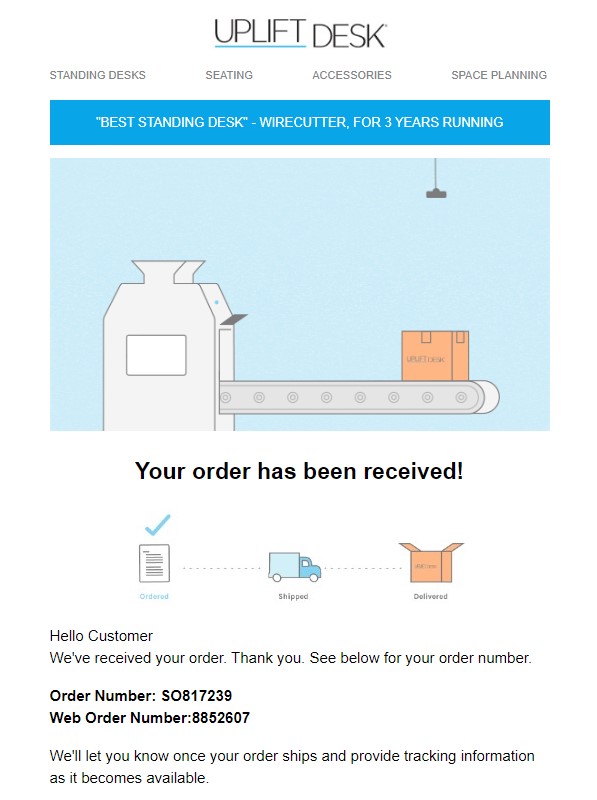 UPLIFT DESK®
STANDING DESKS SEATING ACCESSORIES SPACE PLANNING
"BEST STANDING DESK" - WIRECUTTER, FOR 3 YEARS RUNNING
UPLIFT DESK
Your order has been received!
Ordered Shipped Delivered
Hello Customer
We've received your order. Thank you. See below for your order number.
Order Number: SO817239
Web Order Number:8852607
We'll let you know once your order ships and provide tracking information
as it becomes available.